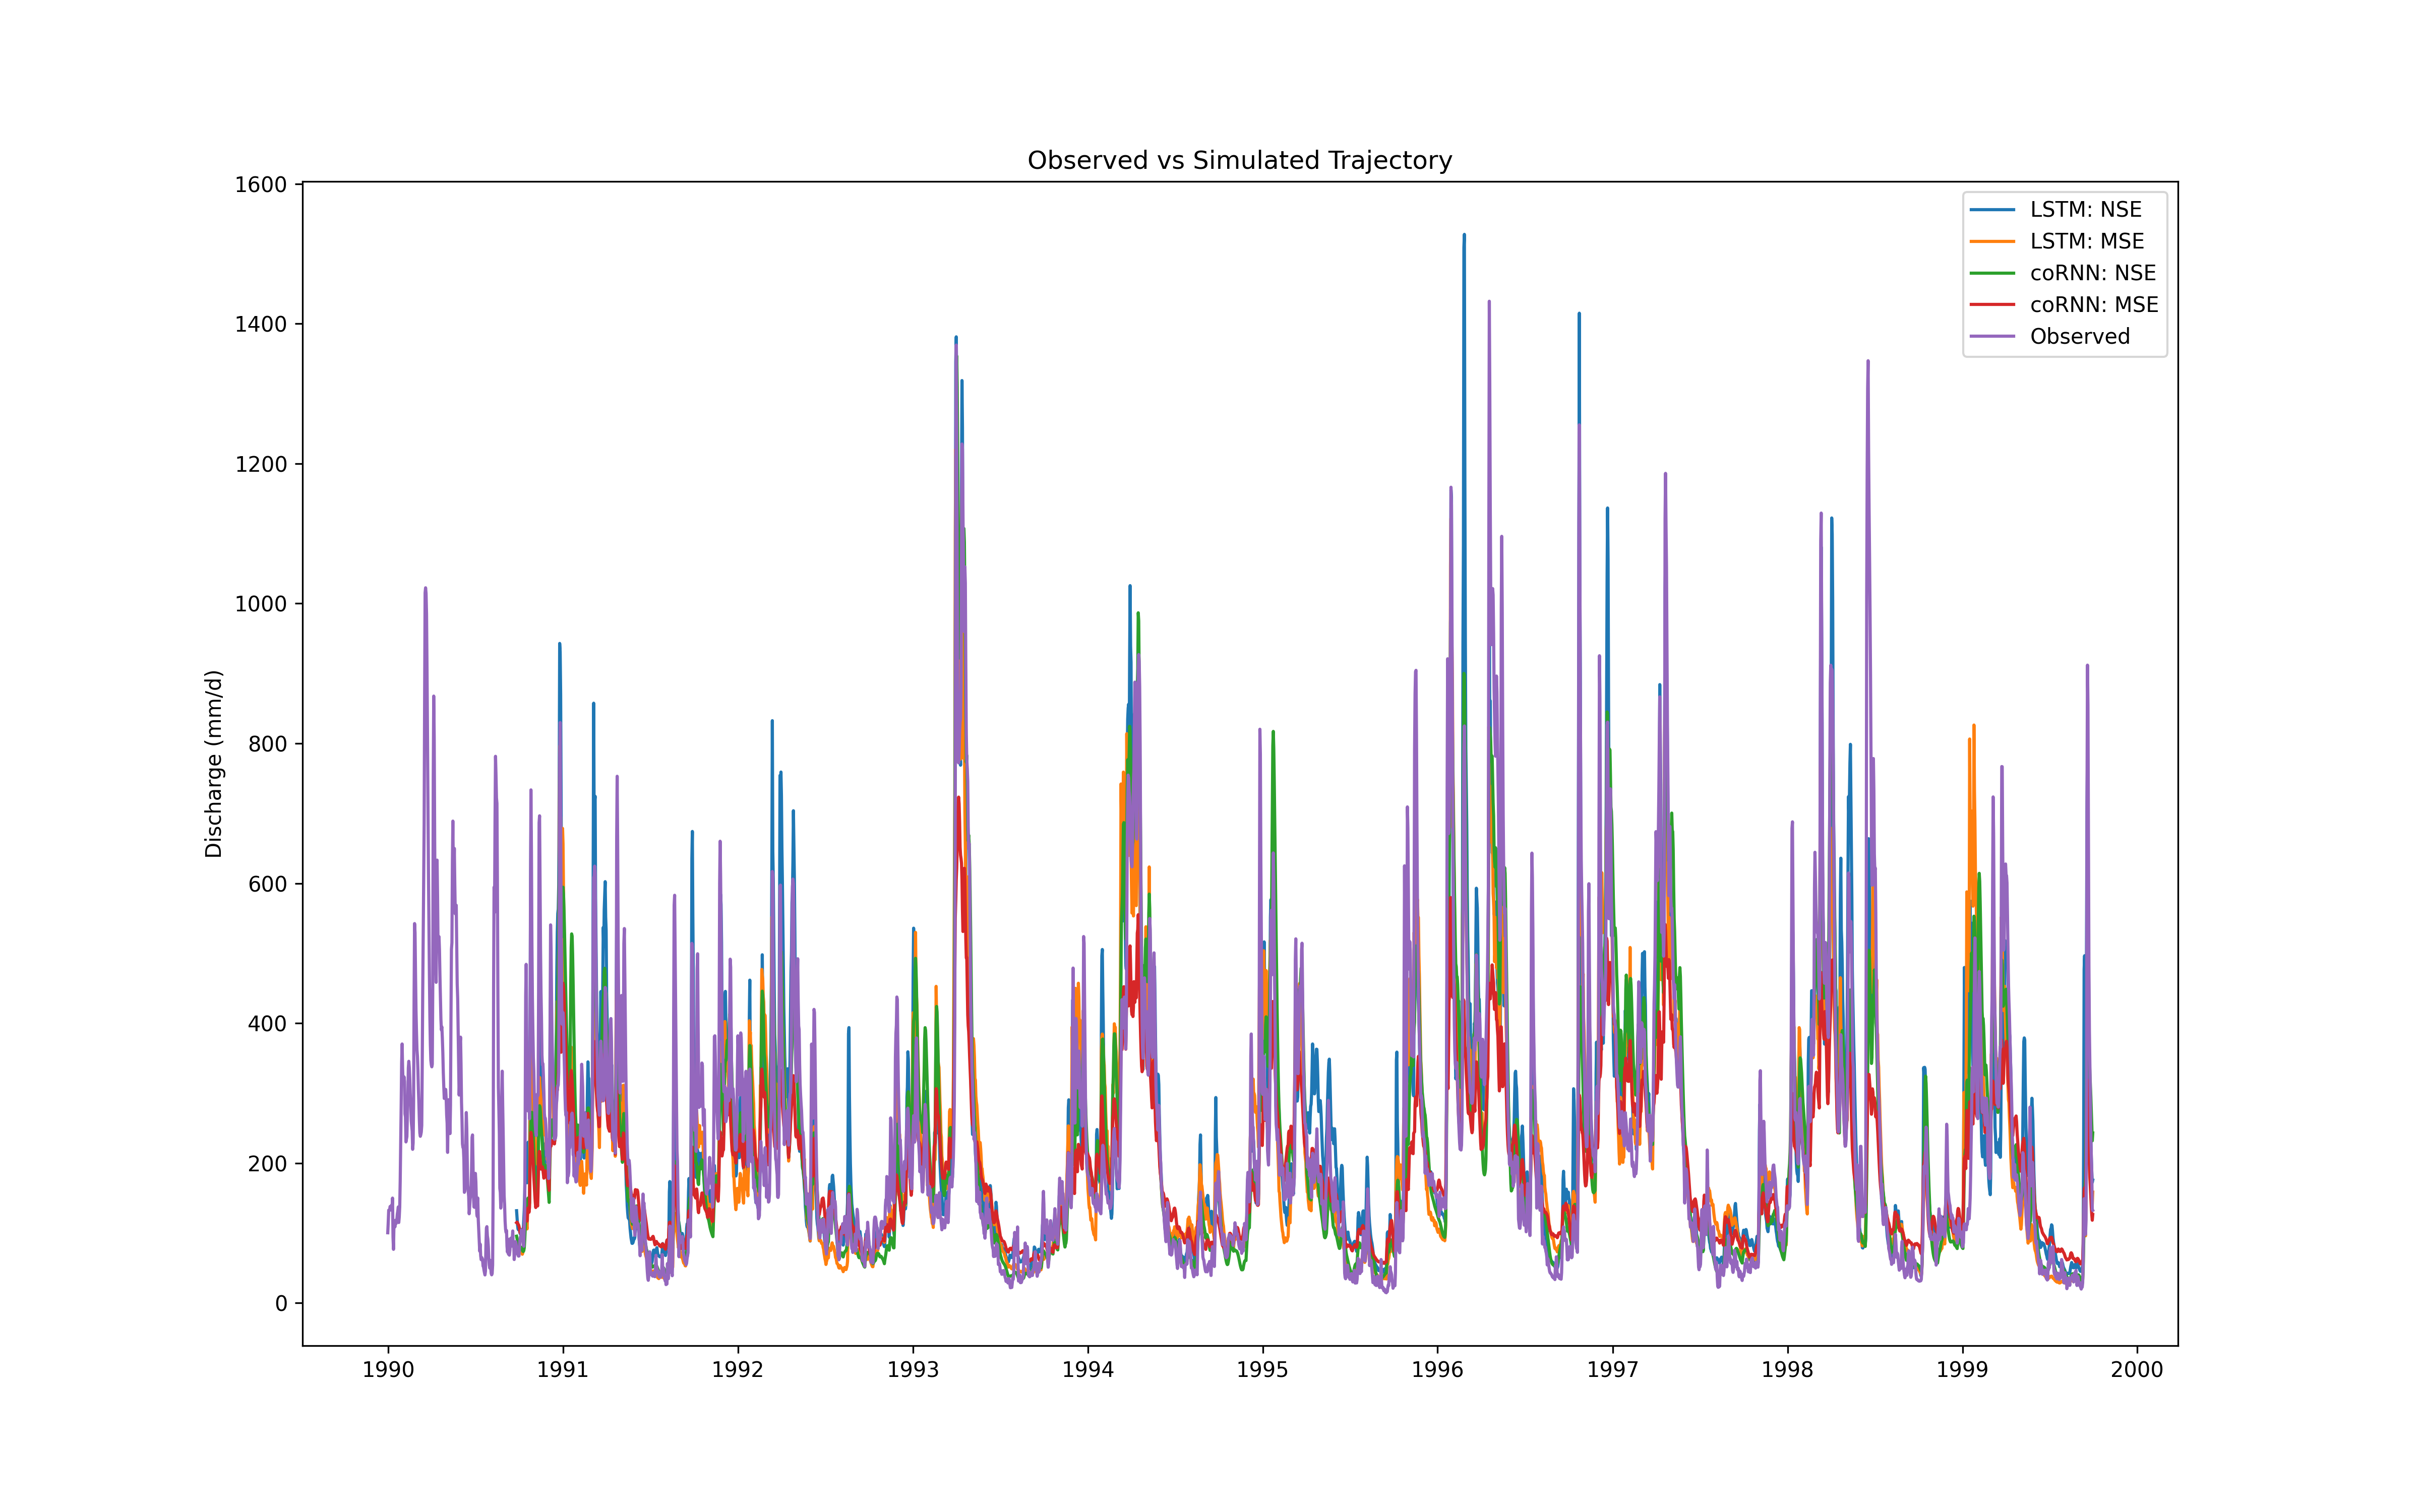 Observed vs Simulated Trajectory
1600
1400
1200
1000
800
600
400
200
0
Discharge (mm/d)
LSTM: NSE
LSTM: MSE
coRNN: NSE
coRNN: MSE
Observed
1990 1991 1992 1993 1994 1995 1996 1997 1998 1999 2000